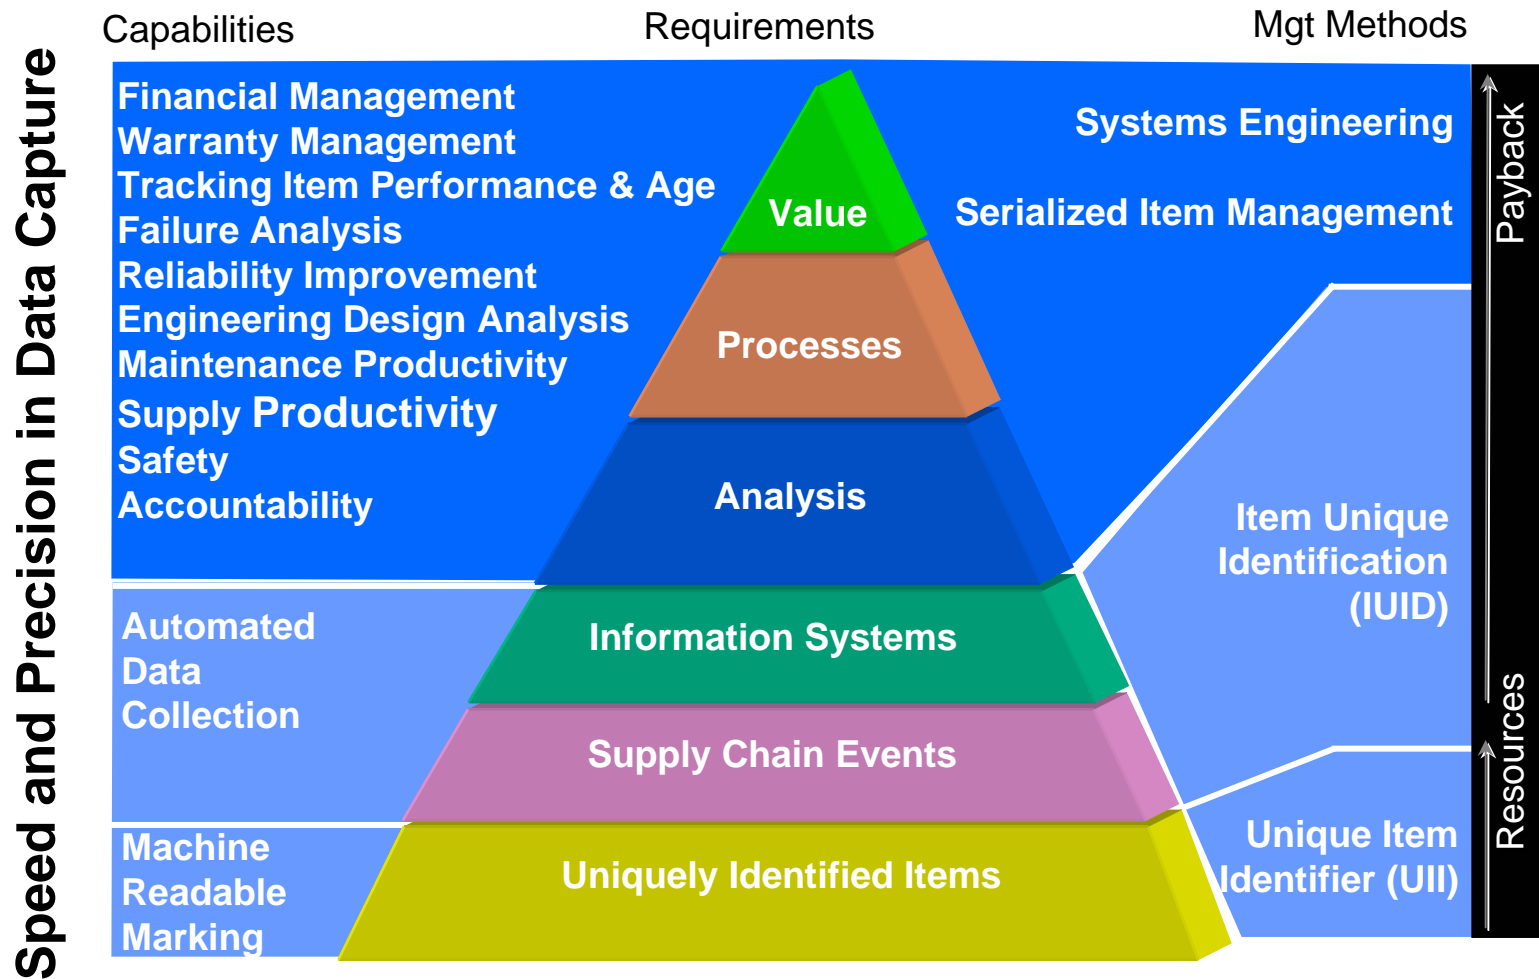 Capabilities
Requirements
Mgt Methods
Speed and Precision in Data Capture
Financial Management
Warranty Management
Tracking Item Performance & Age
Failure Analysis
Reliability Improvement
Engineering Design Analysis
Maintenance Productivity
Supply Productivity
Safety
Accountability
Automated
Data
Collection
Machine
Readable
Marking
Value
Processes
Analysis
Information Systems
Supply Chain Events
Uniquely Identified Items
Systems Engineering
Serialized Item Management
Item Unique
Identification
(IUID)
Unique Item
Identifier (UII)
Payback
Resources